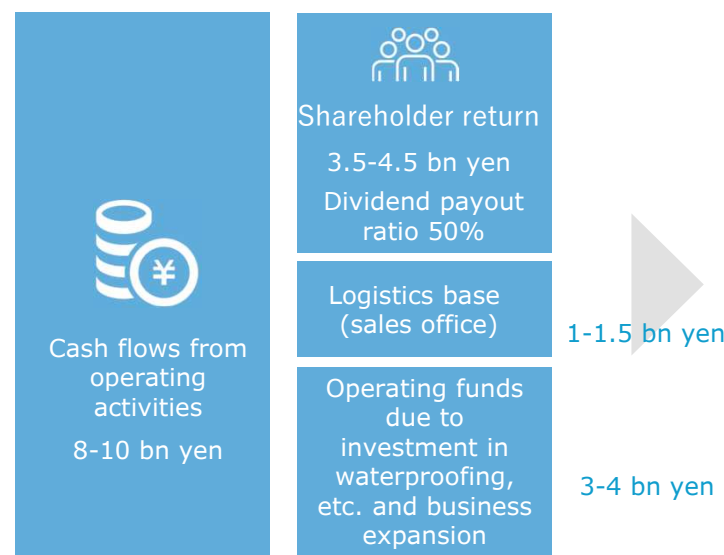 ¥
Cash flows from
operating
activities
8-10 bn yen
Shareholder return
3.5-4.5 bn yen
Dividend payout
ratio 50%
Logistics base
(sales office)
1-1.5 bn yen
Operating funds
due to
investment in
waterproofing,
etc. and business
expansion
3-4 bn yen